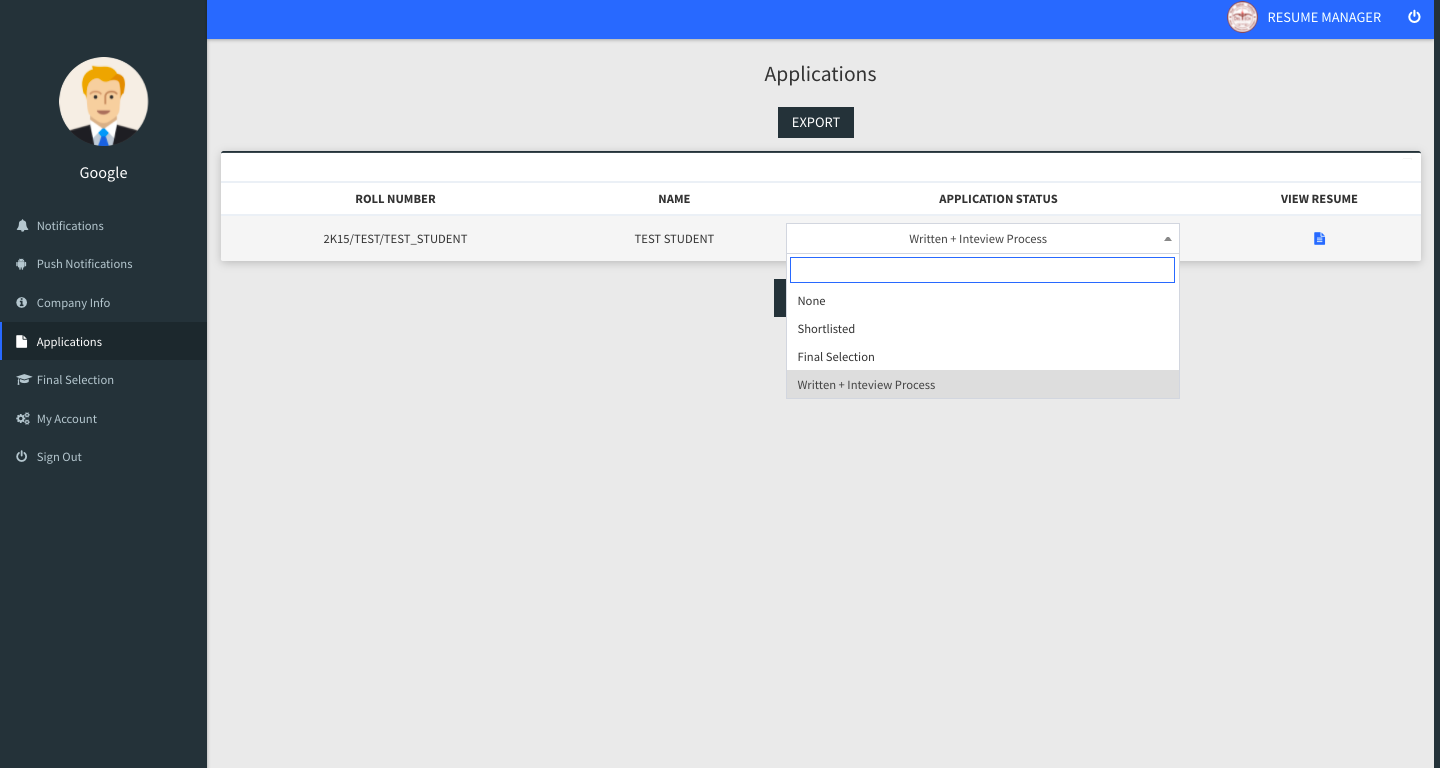 RESUME MANAGER
Google
Notifications
Push Notifications
Company Info
Applications
Final Selection
My Account
Sign Out
Applications
EXPORT
ROLL NUMBER NAME APPLICATION STATUS VIEW RESUME
2K15/TEST/TEST_STUDENT TEST STUDENT Written + Inteview Process
None
Shortlisted
Final Selection
Written + Inteview Process